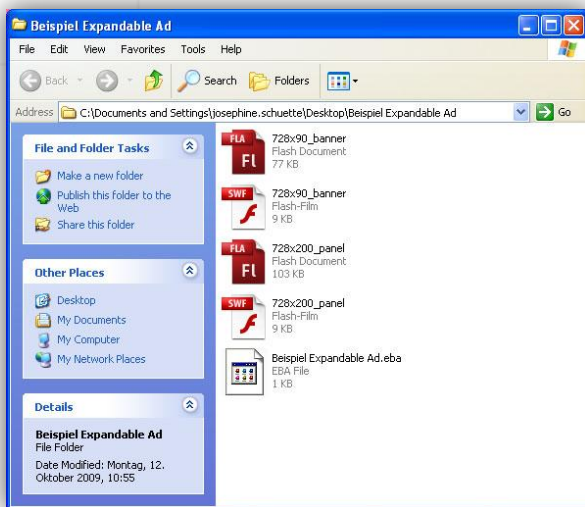 Beispiel Expandable Ad
File Edit View Favorites Tools Help
Back Search Folders
Address C:\Documents and Settings\josephine.schuette\Desktop\Beispiel Expandable Ad Go
File and Folder Tasks
Make a new folder
Publish this folder to the
Web
Share this folder
Other Places
Desktop
My Documents
My Computer
My Network Places
Details
Beispiel Expandable Ad
File Folder
Date Modified: Montag, 12.
Oktober 2009, 10:55
FLA
Fl
728x90_banner
Flash Document
77 KB
SWF
728x90_banner
Flash-Film
9 KB
FLA
Fl
728x200_panel
Flash Document
103 KB
SWF
728x200_panel
Flash-Film
9 KB
Beispiel Expandable Ad.eba
EBA File
1 KB